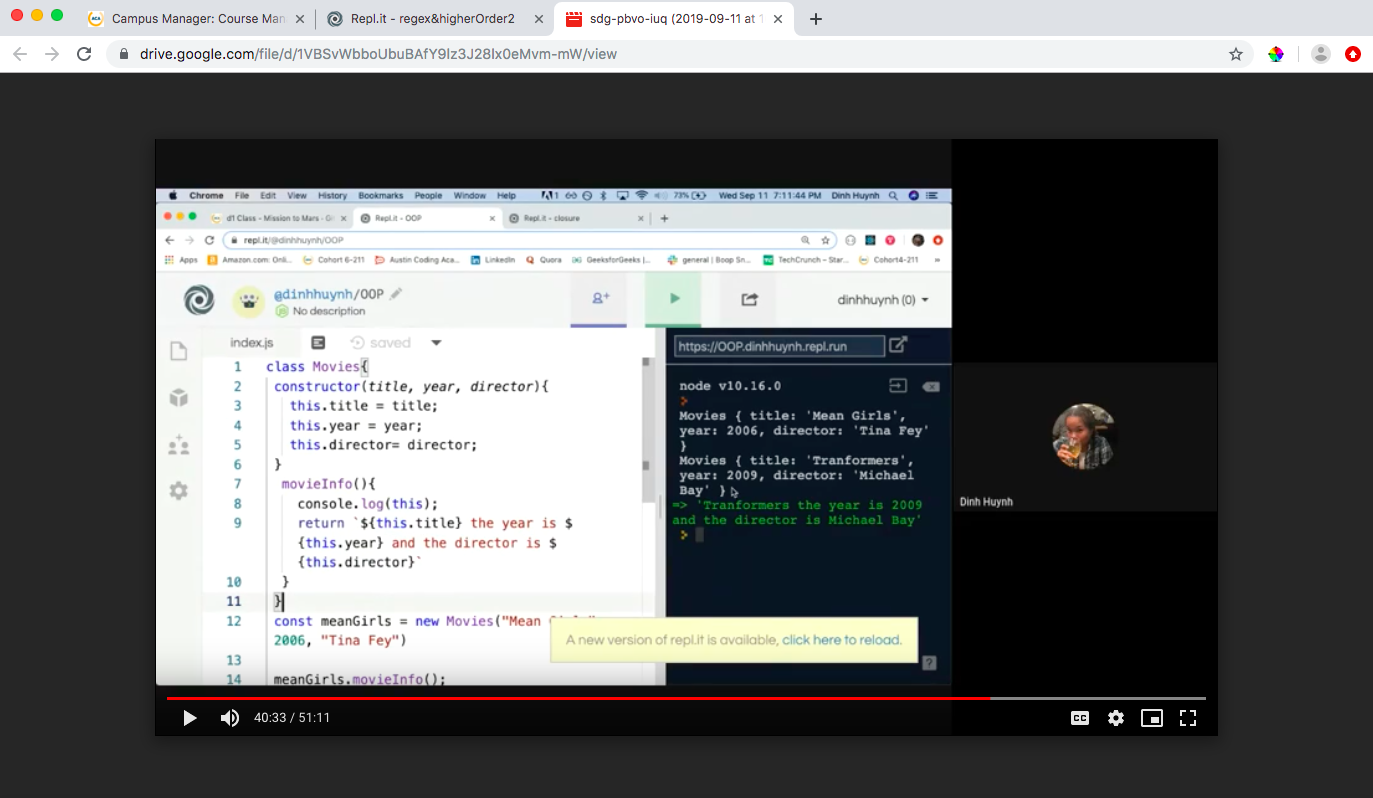 Campus Manager: Course Man
Repl.it - regex&higherOrder2
sdg-pbvo-iuq (2019-09-11 at 1
drive.google.com/file/d/1VBSvWbboUbuBAfY9Iz3J28Ix0eMvm-mW/view
Chrome File Edit View History Bookmarks People Window Help 73% Wed Sep 11 7:11:44 PM Dinh Huynh
d1 Class - Mission to Mars - G
Repl.it - OOP
Repl.it - closure
repl.it/@dinhhuynh/OOP
Apps Amazon.com: Onli... Cohort 6-211 Austin Coding Aca... LinkedIn Quora GeeksforGeeks |... general | Boop Sn... TechCrunch – Star... Cohort4-211 »
@dinhhuynh/OOP
No description
dinhhuynh (0)
index.js
saved
https://OOP.dinhhuynh.repl.run
1 class Movies{
2 constructor(title, year, director){
3 this.title = title;
4 this.year = year;
5 this.director= director;
6 }
7 movieInfo(){
8 console.log(this);
9 return `${this.title} the year is $
{this.year} and the director is $
{this.director}`
10 }
11 }
12 const meanGirls = new Movies("Mean
2006, "Tina Fey")
13
14 meanGirls.movieInfo();
node v10.16.0
Movies { title: 'Mean Girls',
year: 2006, director: 'Tina Fey'
}
Movies { title: 'Tranformers',
year: 2009, director: 'Michael
Bay' }
=> 'Tranformers the year is 2009
and the director is Michael Bay'
>
A new version of repl.it is available, click here to reload.
?
Dinh Huynh
40:33 / 51:11
CC